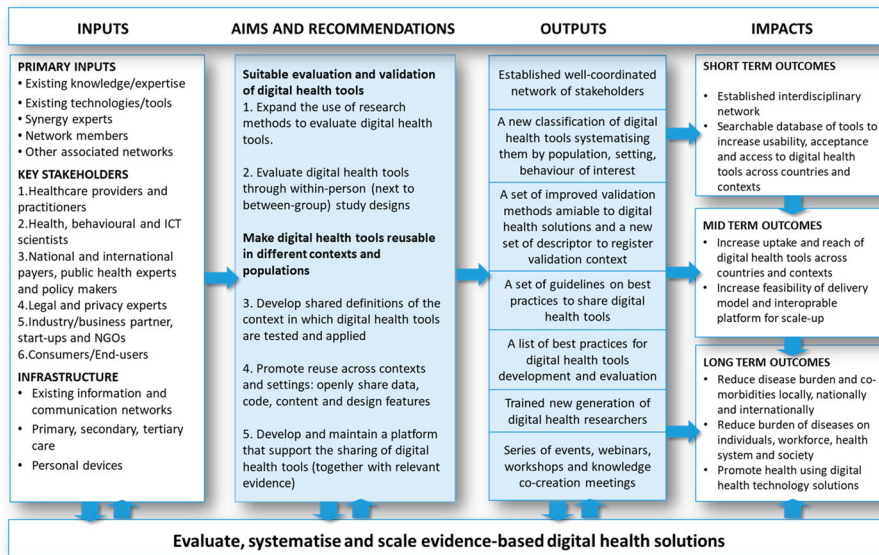 INPUTS
AIMS AND RECOMMENDATIONS
OUTPUTS
IMPACTS
PRIMARY INPUTS
• Existing knowledge/expertise
• Existing technologies/tools
• Synergy experts
• Network members
• Other associated networks
KEY STAKEHOLDERS
1.Healthcare providers and
practitioners
2.Health, behavioural and ICT
scientists
3.National and international
payers, public health experts
and policy makers
4.Legal and privacy experts
5.Industry/business partner,
start-ups and NGOs
6.Consumers/End-users
INFRASTRUCTURE
• Existing information and
communication networks
• Primary, secondary, tertiary
care
• Personal devices
Suitable evaluation and validation
of digital health tools
1. Expand the use of research
methods to evaluate digital health
tools.
2. Evaluate digital health tools
through within-person (next to
between-group) study designs
Make digital health tools reusable
in different contexts and
populations
3. Develop shared definitions of the
context in which digital health tools
are tested and applied
4. Promote reuse across contexts
and settings: openly share data,
code, content and design features
5. Develop and maintain a platform
that support the sharing of digital
health tools (together with relevant
evidence)
Established well-coordinated
network of stakeholders
A new classification of digital
health tools systematising
them by population, setting,
behaviour of interest
A set of improved validation
methods amiable to digital
health solutions and a new
set of descriptor to register
validation context
A set of guidelines on best
practices to share digital
health tools
A list of best practices for
digital health tools
development and evaluation
Trained new generation of
digital health researchers
Series of events, webinars,
workshops and knowledge
co-creation meetings
SHORT TERM OUTCOMES
• Established interdisciplinary
network
• Searchable database of tools to
increase usability, acceptance
and access to digital health
tools across countries and
contexts
MID TERM OUTCOMES
• Increase uptake and reach of
digital health tools across
countries and contexts
• Increase feasibility of delivery
model and interoprable
platform for scale-up
LONG TERM OUTCOMES
• Reduce disease burden and co-
morbidities locally, nationally
and internationally
• Reduce burden of diseases on
individuals, workforce, health
system and society
• Promote health using digital
health technology solutions
Evaluate, systematise and scale evidence-based digital health solutions